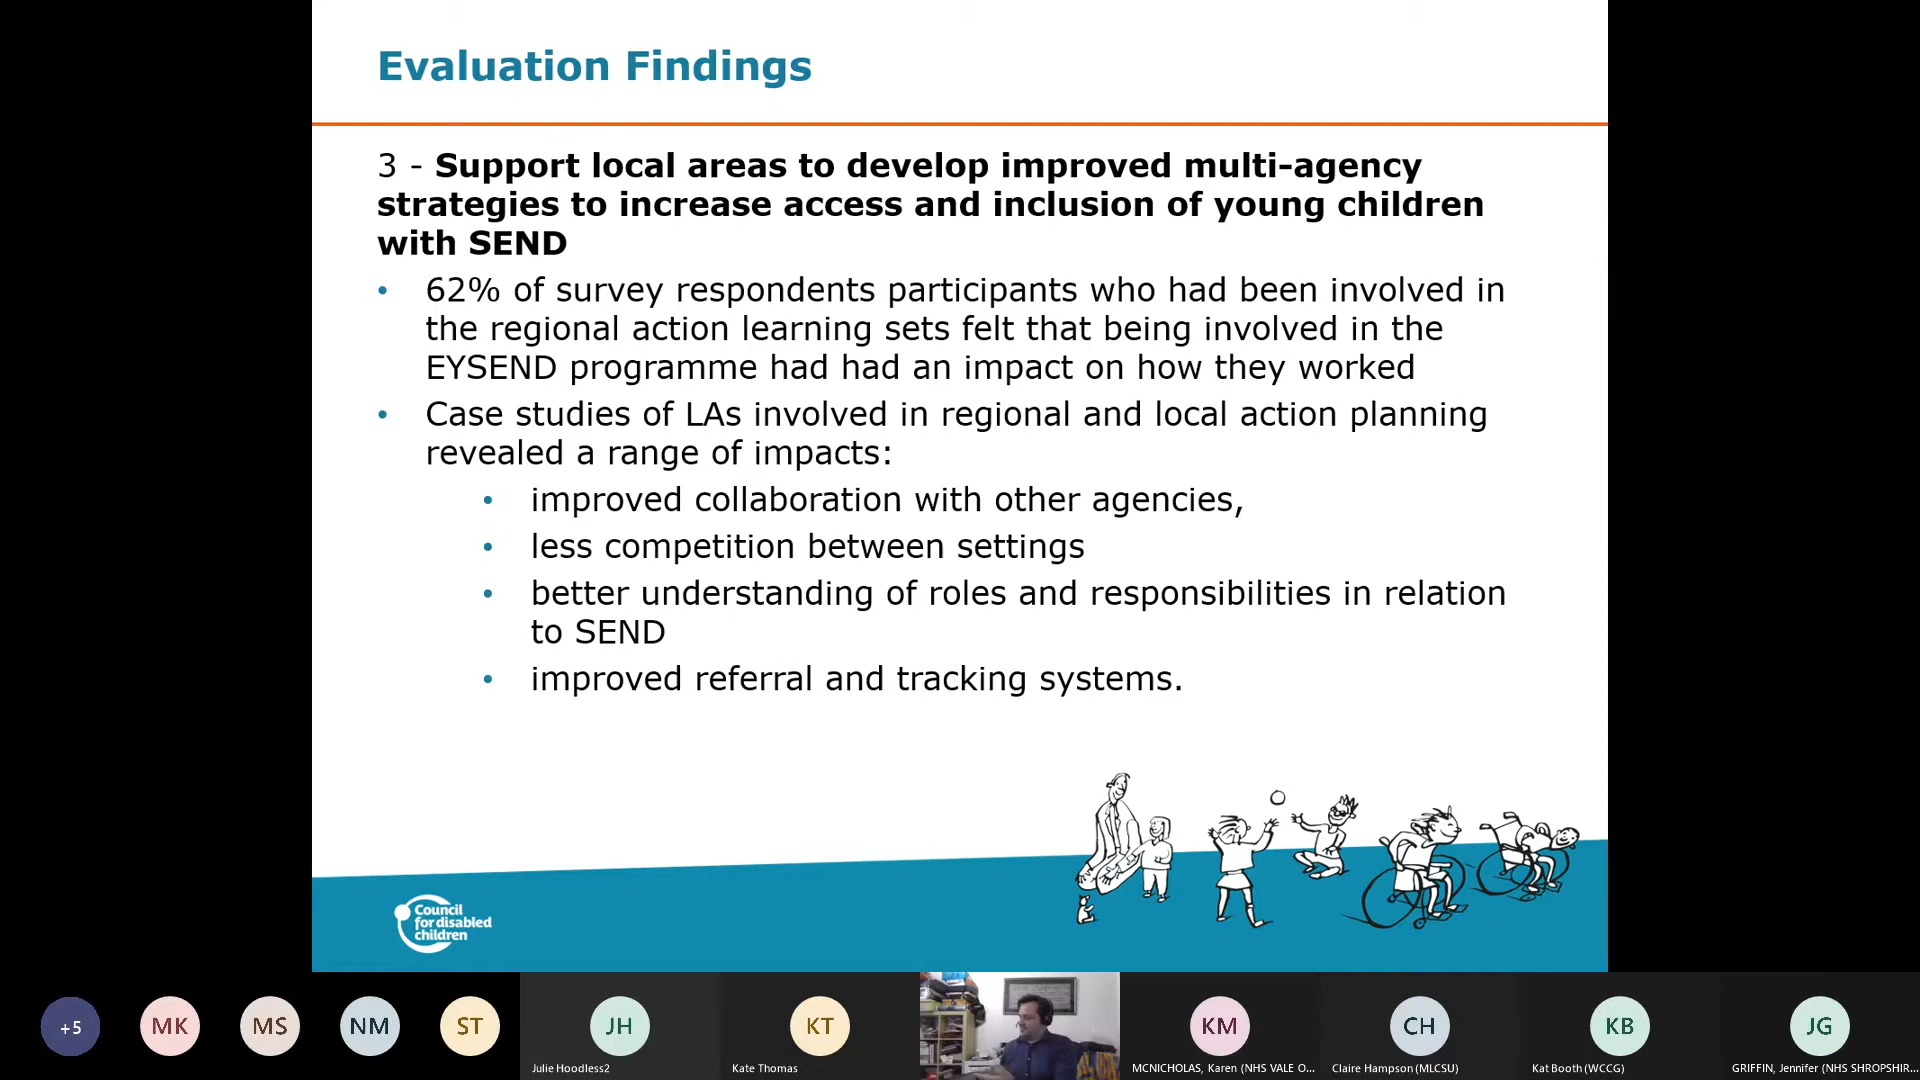 Evaluation Findings
3 - Support local areas to develop improved multi-agency
strategies to increase access and inclusion of young children
with SEND
• 62% of survey respondents participants who had been involved in
the regional action learning sets felt that being involved in the
EYSEND programme had had an impact on how they worked
• Case studies of LAs involved in regional and local action planning
revealed a range of impacts:
• improved collaboration with other agencies,
• less competition between settings
• better understanding of roles and responsibilities in relation
to SEND
• improved referral and tracking systems.
Council
for disabled
children
+5
MK
MS
NM
ST
JH
KT
KM
CH
KB
JG
Julie Hoodless2
Kate Thomas
MCNICHOLAS, Karen (NHS VALE O...
Claire Hampson (MLCSU)
Kat Booth (WCCG)
GRIFFIN, Jennifer (NHS SHROPSHIR...